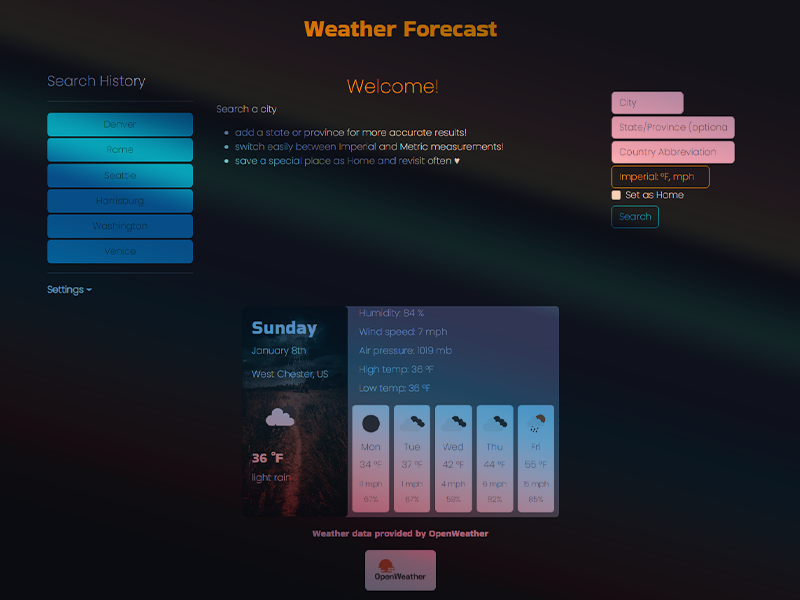 Weather Forecast
Search History
Denver
Rome
Seattle
Harrisburg
Washington
Venice
Settings
Welcome!
Search a city
add a state or province for more accurate results!
switch easily between Imperial and Metric measurements!
save a special place as Home and revisit often ♥
City
State/Province (optiona
Country Abbreviation
Imperial: °F, mph
Set as Home
Search
Sunday
January 8th
West Chester, US
36 °F
light rain
Humidity: 84 %
Wind speed: 7 mph
Air pressure: 1019 mb
High temp: 36 °F
Low temp: 36 °F
Mon
34 °F
11 mph
67%
Tue
37 °F
1 mph
97%
Wed
42 °F
4 mph
59%
Thu
44 °F
6 mph
82%
Fri
55 °F
15 mph
85%
Weather data provided by OpenWeather
OpenWeather